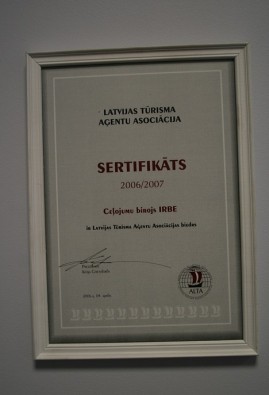 LATVIJAS TŪRISMA
AĢENTU ASOCIĀCIJA
SERTIFIKĀTS
2006/2007
Ceļojumu birojs IRBE
ir Latvijas Tūrisma Aģentu Asociācijas biedrs
ALTA